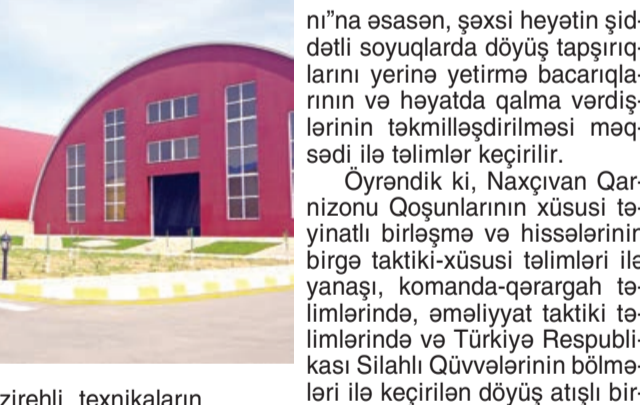 zirehli texnikaların
nı”na əsasən, şəxsi heyətin şid-
dətli soyuqlarda döyüş tapşırıq-
larını yerinə yetirmə bacarıqla-
rının və həyatda qalma vərdiş-
lərinin təkmilləşdirilməsi məq-
sədi ilə təlimlər keçirilir.
Öyrəndik ki, Naxçıvan Qar-
nizonu Qoşunlarının xüsusi tə-
yinatlı birləşmə və hissələrinin
birgə taktiki-xüsusi təlimləri ilə
yanaşı, komanda-qərargah tə-
limlərində, əməliyyat taktiki tə-
limlərində və Türkiyə Respubli-
kası Silahlı Qüvvələrinin bölmə-
ləri ilə keçirilən döyüş atışlı bir-